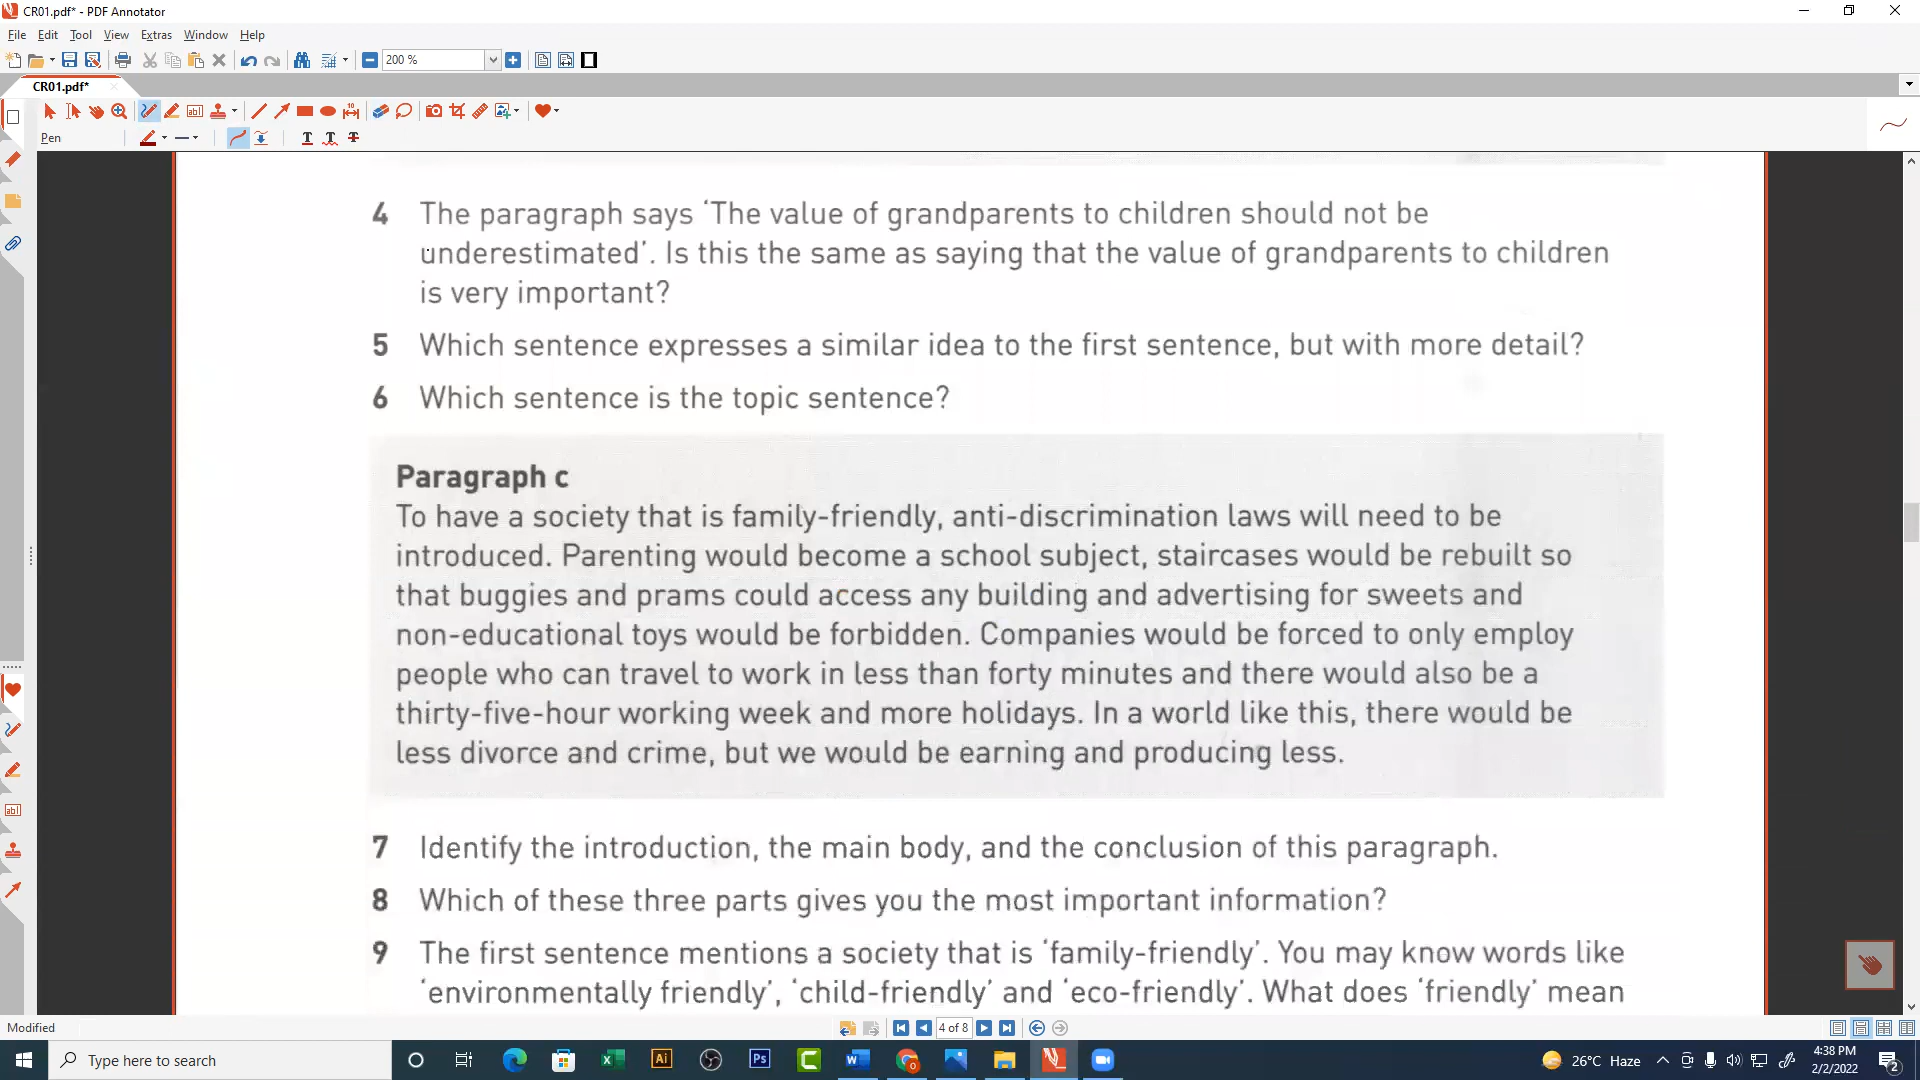 CR01.pdf* - PDF Annotator
File Edit Tool View Extras Window Help
200 %
CR01.pdf*
Pen
4 The paragraph says ‘The value of grandparents to children should not be
underestimated’. Is this the same as saying that the value of grandparents to children
is very important?
5 Which sentence expresses a similar idea to the first sentence, but with more detail?
6 Which sentence is the topic sentence?
Paragraph c
To have a society that is family-friendly, anti-discrimination laws will need to be
introduced. Parenting would become a school subject, staircases would be rebuilt so
that buggies and prams could access any building and advertising for sweets and
non-educational toys would be forbidden. Companies would be forced to only employ
people who can travel to work in less than forty minutes and there would also be a
thirty-five-hour working week and more holidays. In a world like this, there would be
less divorce and crime, but we would be earning and producing less.
7 Identify the introduction, the main body, and the conclusion of this paragraph.
8 Which of these three parts gives you the most important information?
9 The first sentence mentions a society that is ‘family-friendly’. You may know words like
‘environmentally friendly’, ‘child-friendly’ and ‘eco-friendly’. What does ‘friendly’ mean
Modified
4 of 8
Type here to search
Ai
Ps
26°C Haze
4:38 PM
2/2/2022
2